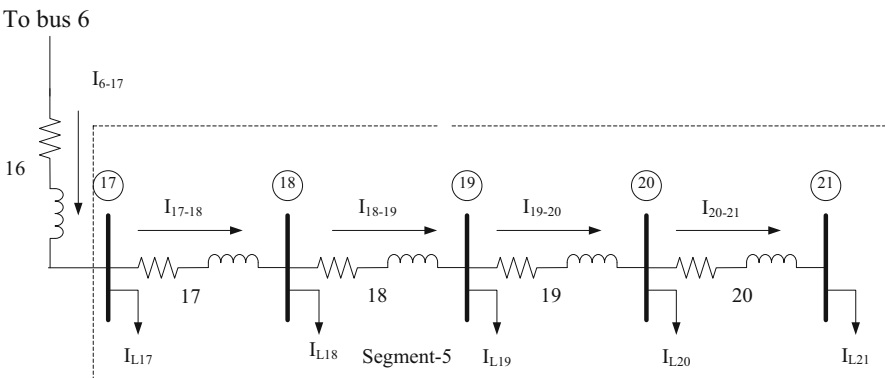 To bus 6
I6-17
16
17 18 19 20 21
I17-18 I18-19 I19-20 I20-21
17 18 19 20
IL17 IL18 Segment-5 IL19 IL20 IL21